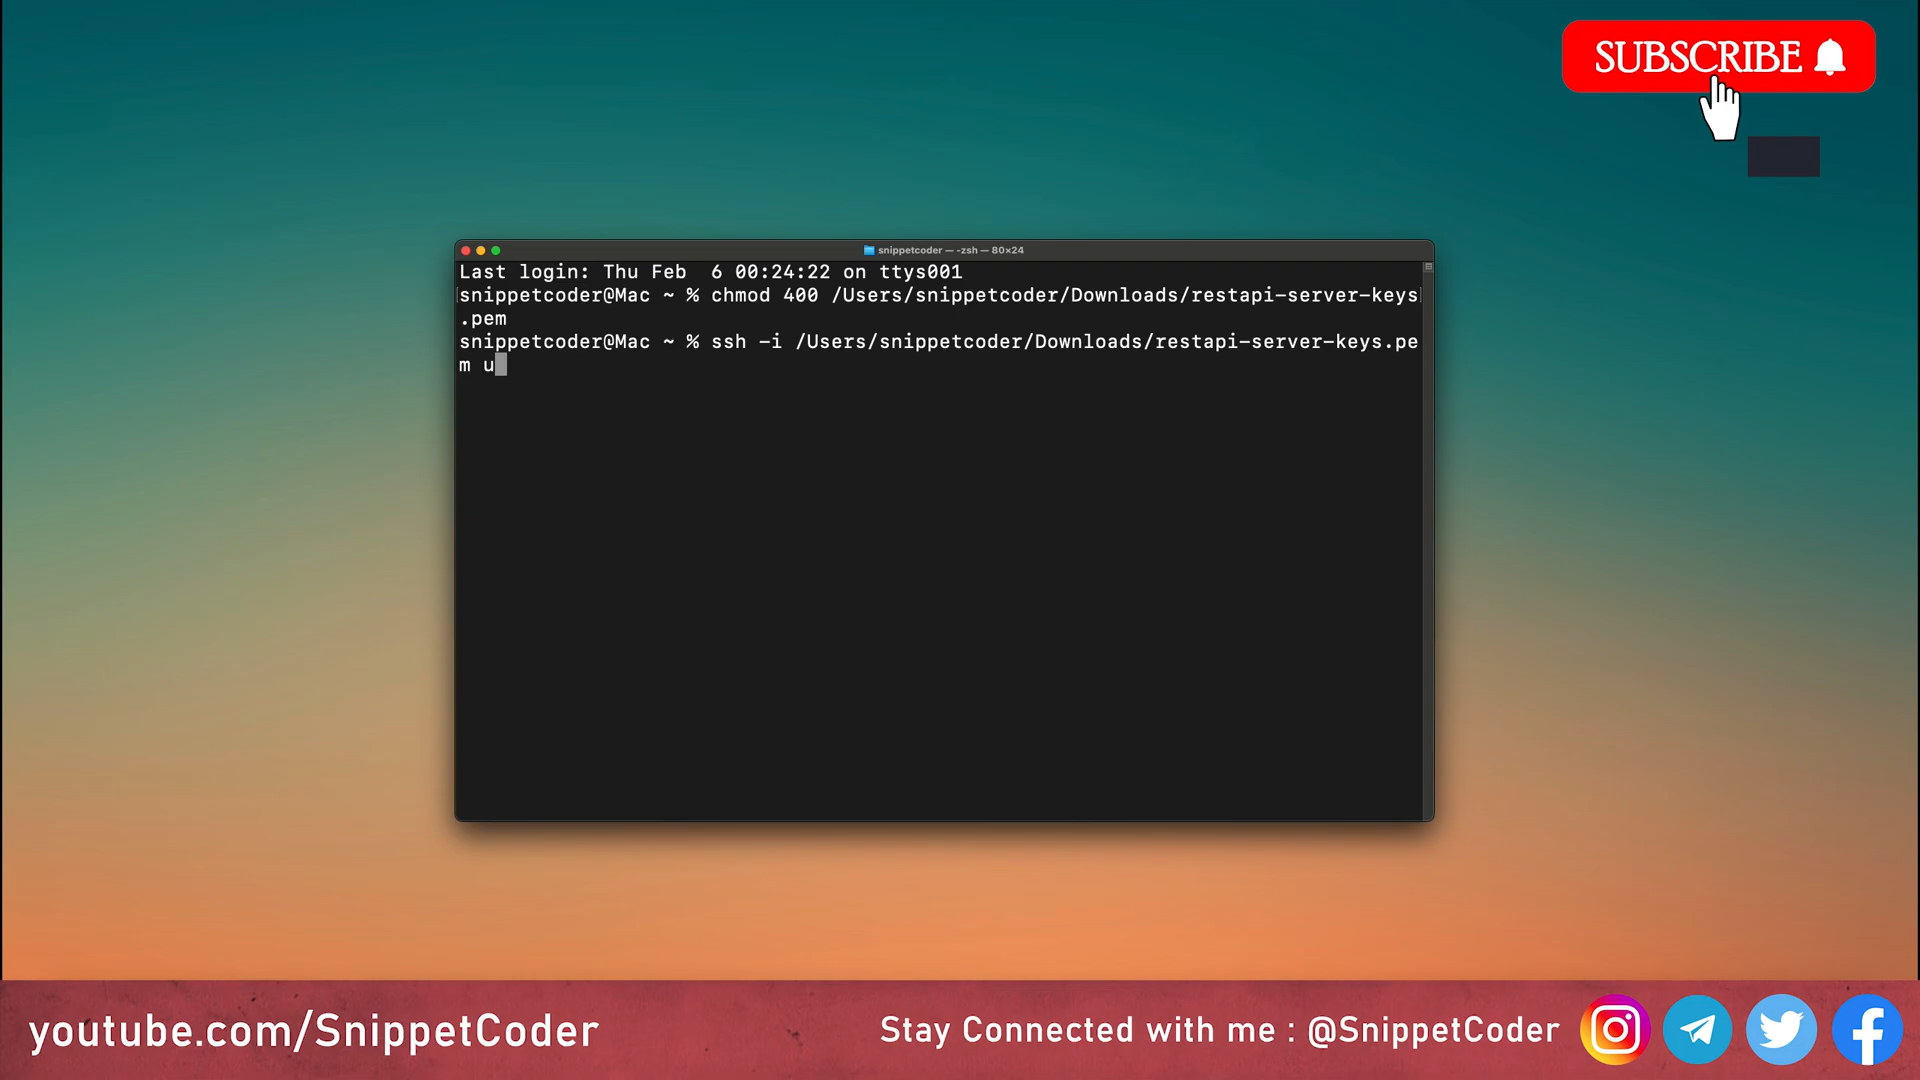 SUBSCRIBE
snippetcoder — -zsh — 80×24
Last login: Thu Feb  6 00:24:22 on ttys001
snippetcoder@Mac ~ % chmod 400 /Users/snippetcoder/Downloads/restapi-server-keys
.pem
snippetcoder@Mac ~ % ssh -i /Users/snippetcoder/Downloads/restapi-server-keys.pe
m u
youtube.com/SnippetCoder
Stay Connected with me : @SnippetCoder